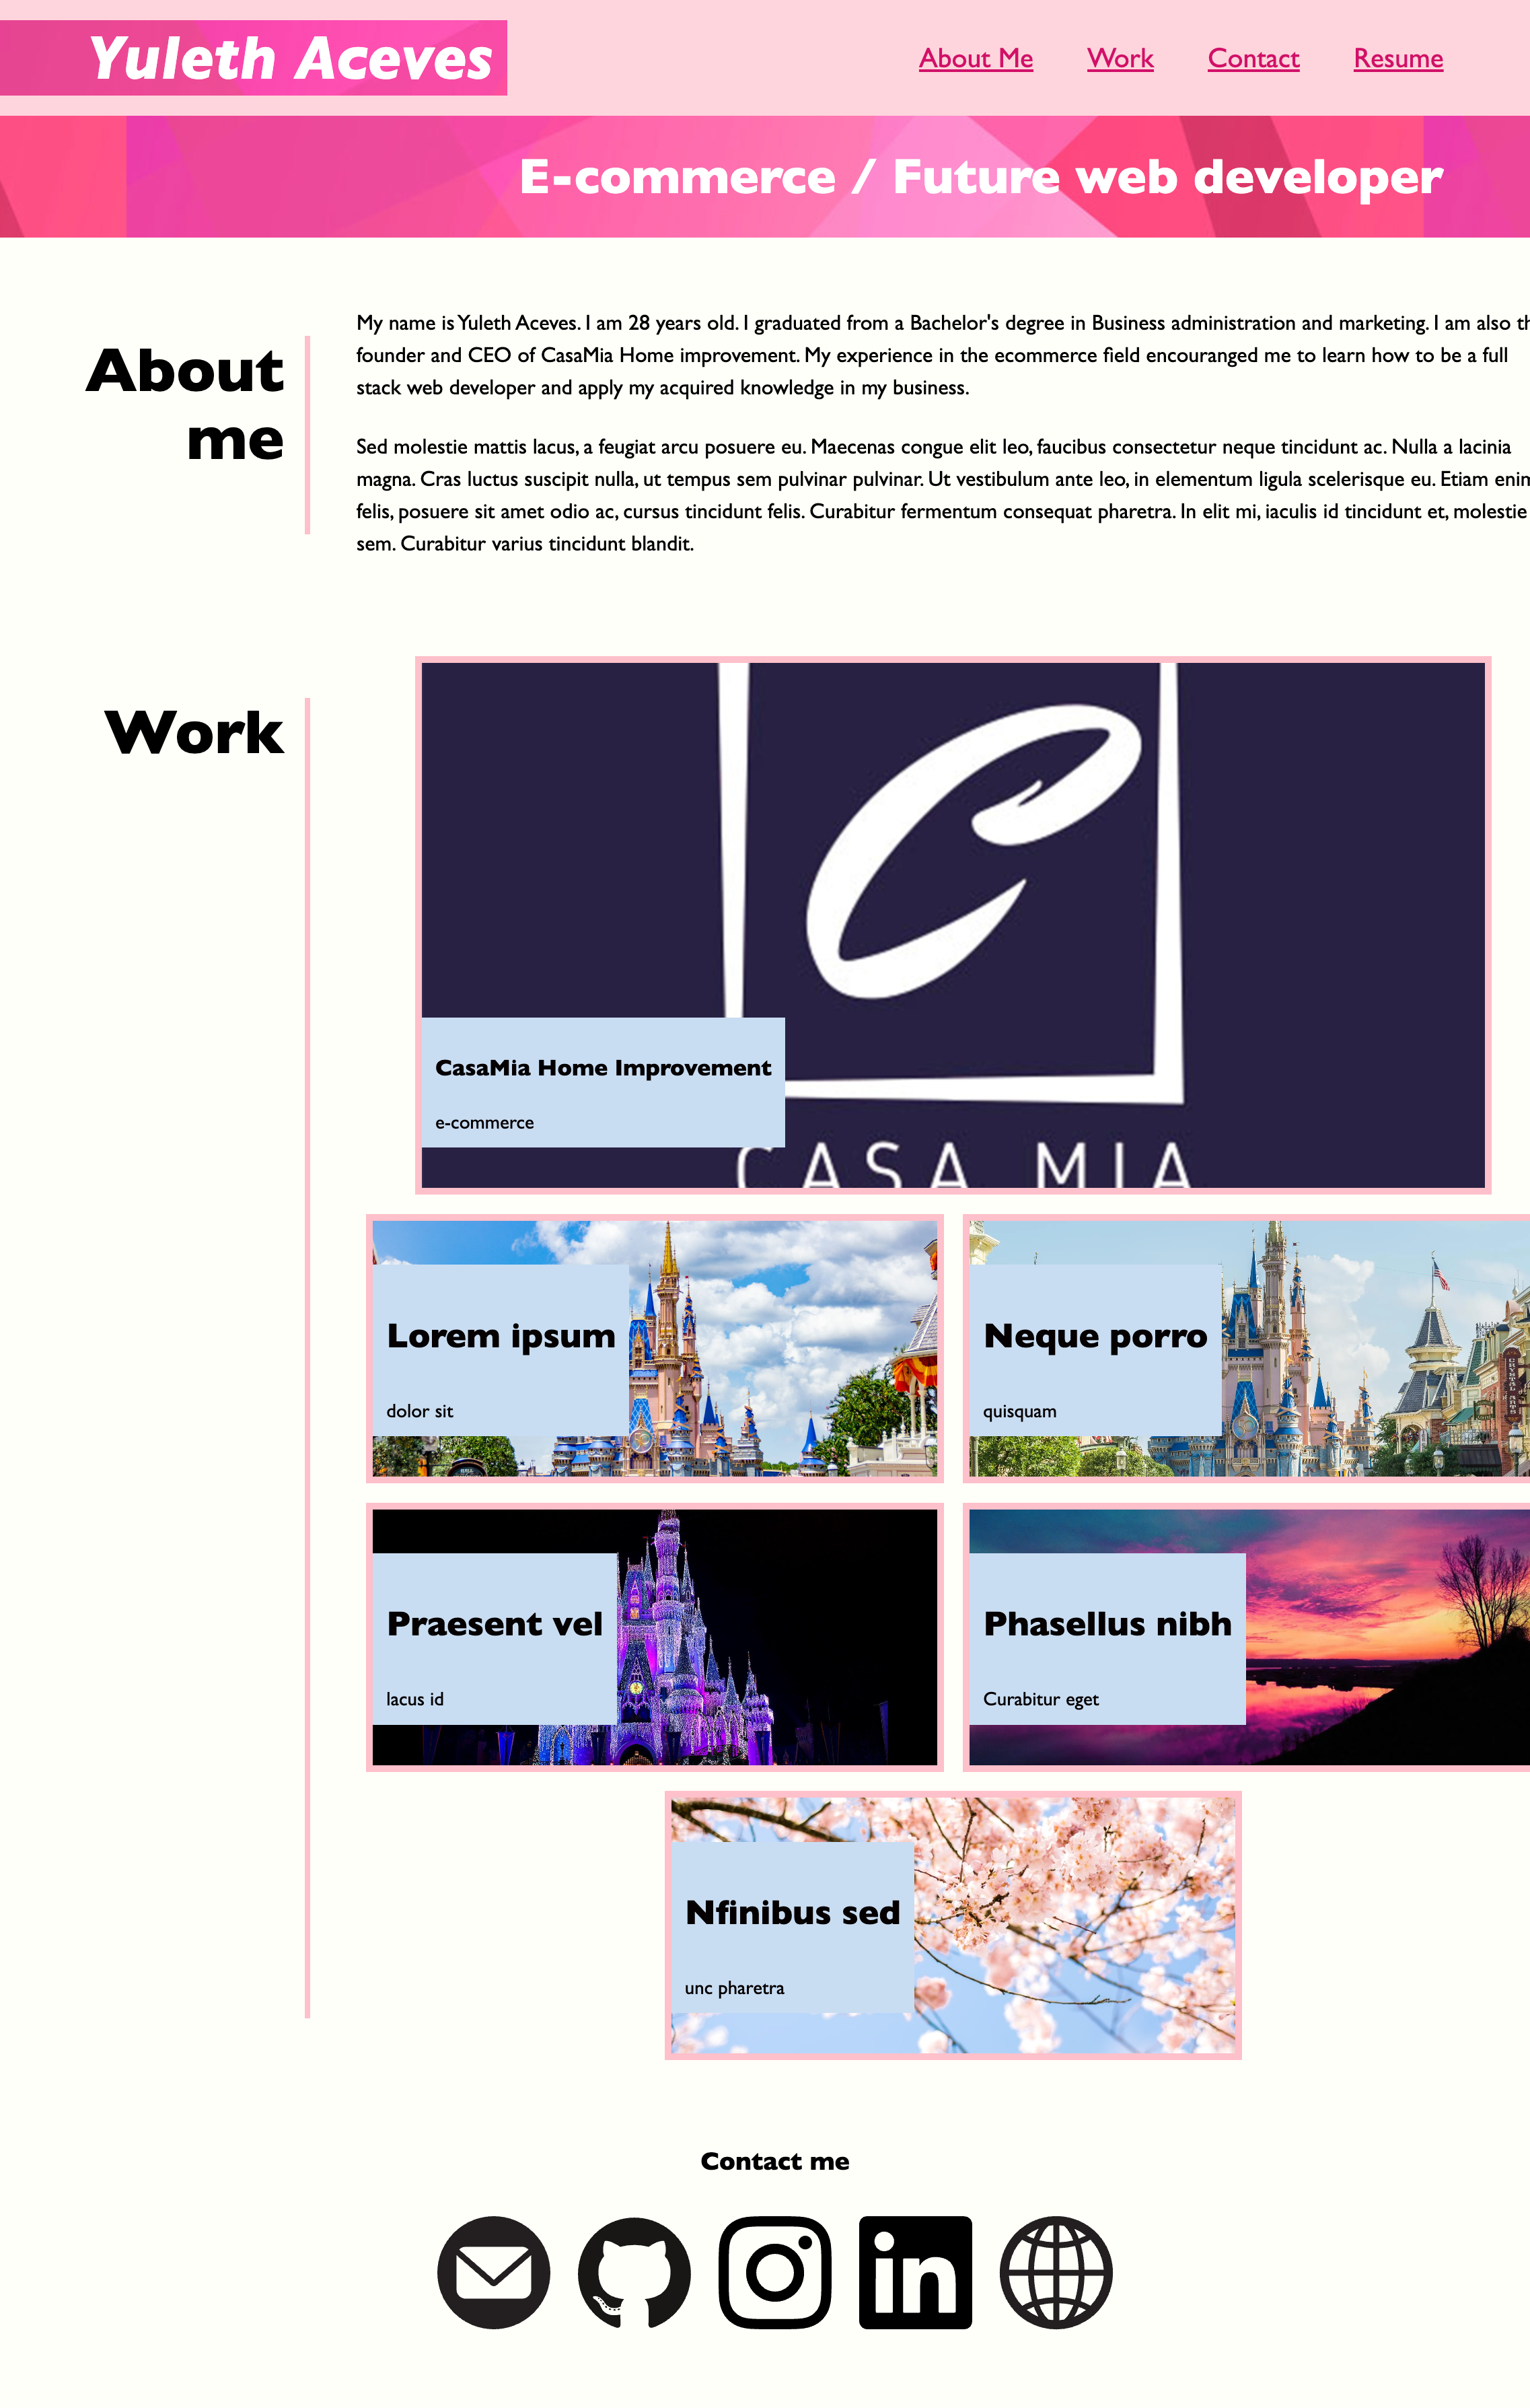 Yuleth Aceves
About Me
Work
Contact
Resume
E-commerce / Future web developer
About
me
My name is Yuleth Aceves. I am 28 years old. I graduated from a Bachelor's degree in Business administration and marketing. I am also
founder and CEO of CasaMia Home improvement. My experience in the ecommerce field encouranged me to learn how to be a full
stack web developer and apply my acquired knowledge in my business.
Sed molestie mattis lacus, a feugiat arcu posuere eu. Maecenas congue elit leo, faucibus consectetur neque tincidunt ac. Nulla a lacinia
magna. Cras luctus suscipit nulla, ut tempus sem pulvinar pulvinar. Ut vestibulum ante leo, in elementum ligula scelerisque eu. Etiam enim
felis, posuere sit amet odio ac, cursus tincidunt felis. Curabitur fermentum consequat pharetra. In elit mi, iaculis id tincidunt et, molestie
sem. Curabitur varius tincidunt blandit.
Work
C
CasaMia Home Improvement
e-commerce
CASA MIA
Lorem ipsum
dolor sit
Neque porro
quisquam
Praesent vel
lacus id
Phasellus nibh
Curabitur eget
Nfinibus sed
unc pharetra
Contact me
in